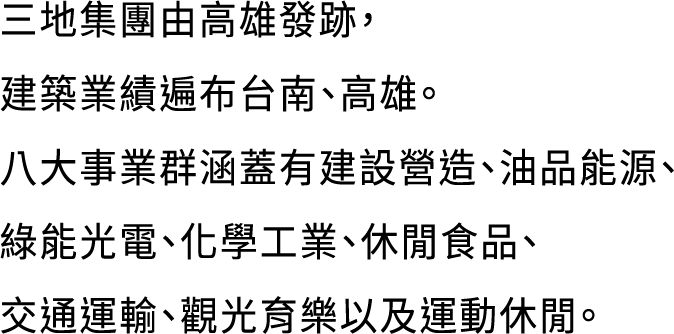 三地集團由高雄發跡，
建築業績遍布台南、高雄。
八大事業群涵蓋有建設營造、油品能源、
綠能光電、化學工業、休閒食品、
交通運輸、觀光育樂以及運動休閒。